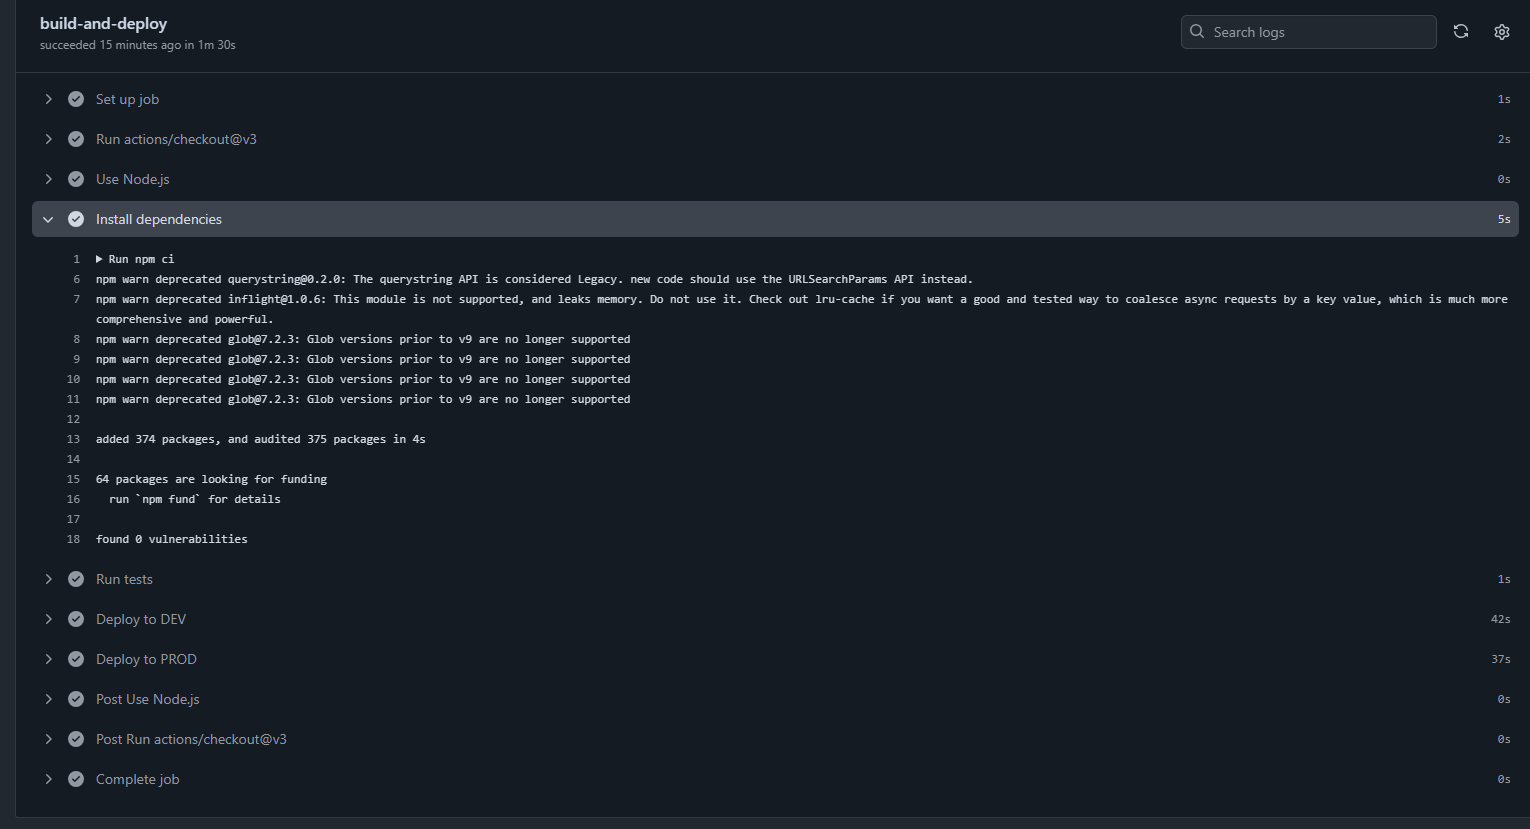 build-and-deploy
succeeded 15 minutes ago in 1m 30s
Search logs
Set up job 1s
Run actions/checkout@v3 2s
Use Node.js 0s
Install dependencies 5s
1 Run npm ci
6 npm warn deprecated querystring@0.2.0: The querystring API is considered Legacy. new code should use the URLSearchParams API instead.
7 npm warn deprecated inflight@1.0.6: This module is not supported, and leaks memory. Do not use it. Check out lru-cache if you want a good and tested way to coalesce async requests by a key value, which is much more
comprehensive and powerful.
8 npm warn deprecated glob@7.2.3: Glob versions prior to v9 are no longer supported
9 npm warn deprecated glob@7.2.3: Glob versions prior to v9 are no longer supported
10 npm warn deprecated glob@7.2.3: Glob versions prior to v9 are no longer supported
11 npm warn deprecated glob@7.2.3: Glob versions prior to v9 are no longer supported
12
13 added 374 packages, and audited 375 packages in 4s
14
15 64 packages are looking for funding
16 run `npm fund` for details
17
18 found 0 vulnerabilities
Run tests 1s
Deploy to DEV 42s
Deploy to PROD 37s
Post Use Node.js 0s
Post Run actions/checkout@v3 0s
Complete job 0s